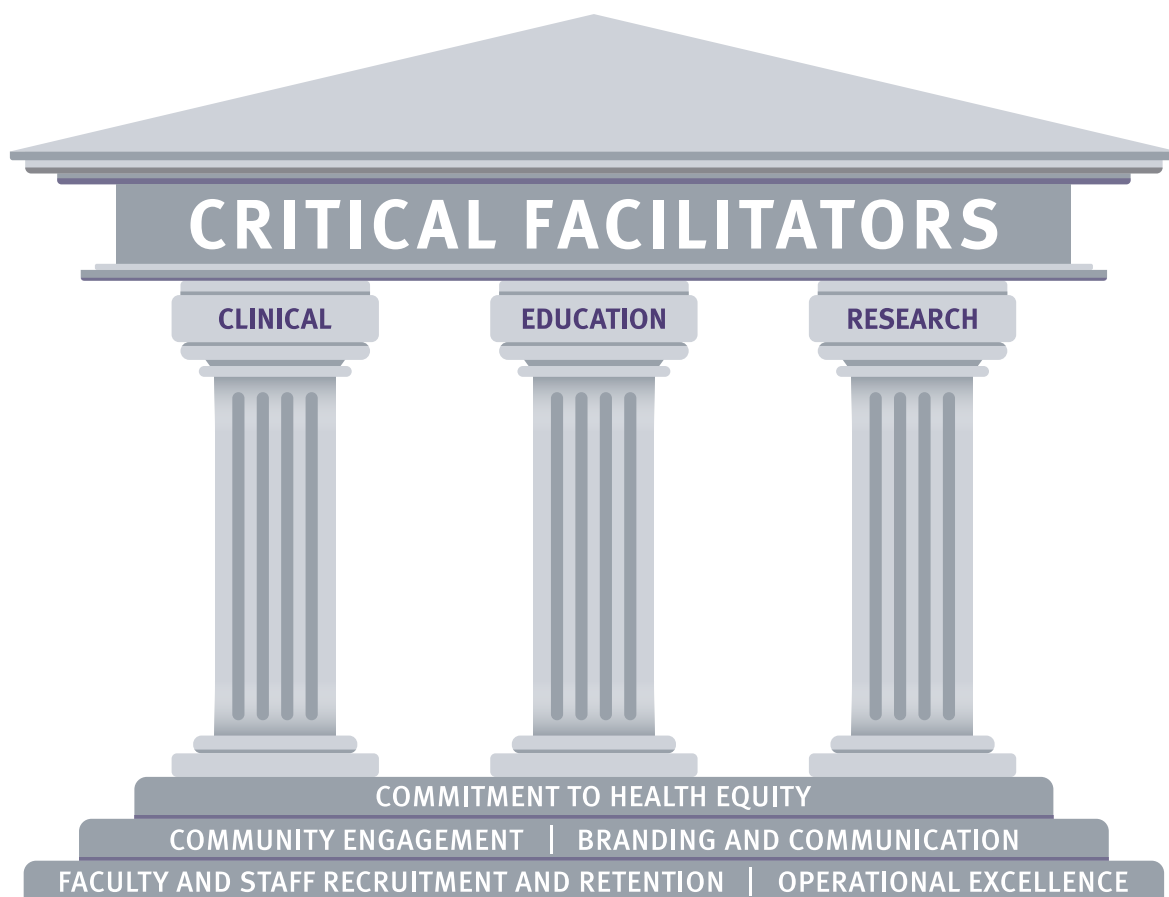 CRITICAL FACILITATORS
CLINICAL
EDUCATION
RESEARCH
COMMITMENT TO HEALTH EQUITY
COMMUNITY ENGAGEMENT | BRANDING AND COMMUNICATION
FACULTY AND STAFF RECRUITMENT AND RETENTION | OPERATIONAL EXCELLENCE